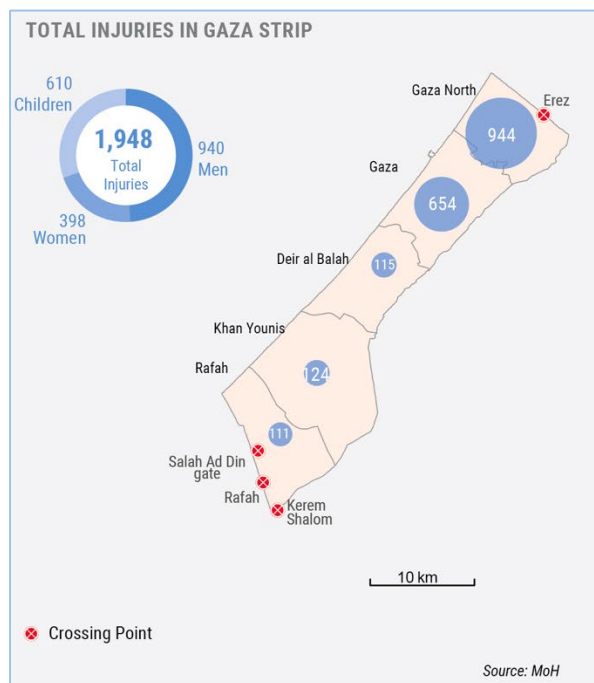 TOTAL INJURIES IN GAZA STRIP
610
Children
1,948
Total
Injuries
940
Men
398
Women
Gaza North
Erez
944
Gaza
654
Deir al Balah
115
Khan Younis
124
Rafah
111
Salah Ad Din
gate
Rafah
Kerem
Shalom
10 km
Crossing Point
Source: MoH